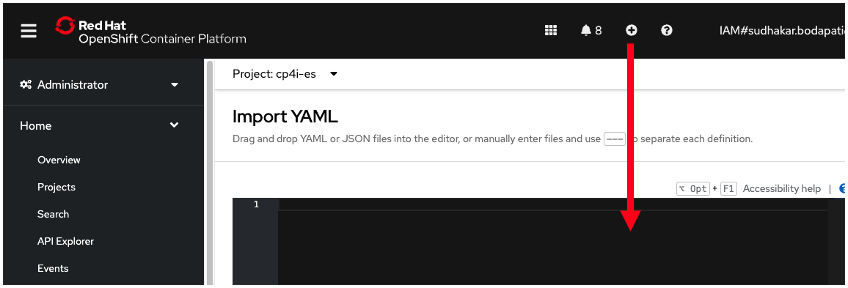 Red Hat
OpenShift Container Platform
8
IAM#sudhakar.bodapati
Administrator
Project: cp4i-es
Home
Import YAML
Drag and drop YAML or JSON files into the editor, or manually enter files and use --- to separate each definition.
Overview
Projects
⌥ Opt + F1 Accessibility help |
Search
1
API Explorer
Events